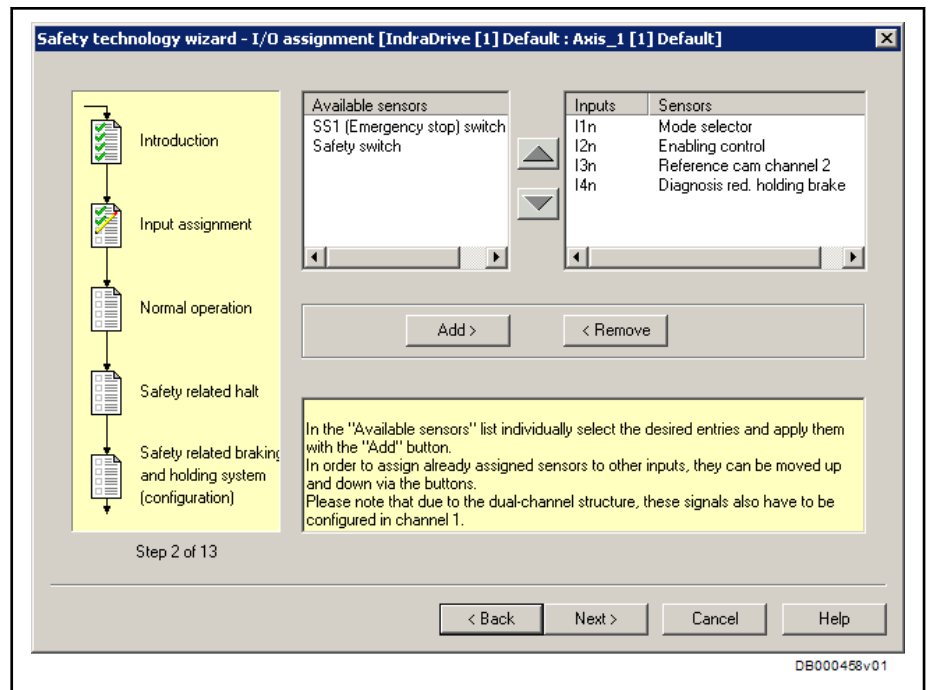 Safety technology wizard - I/O assignment [IndraDrive [1] Default : Axis_1 [1] Default]
Introduction
Input assignment
Normal operation
Safety related halt
Safety related braking
and holding system
(configuration)
Step 2 of 13
Available sensors
SS1 (Emergency stop) switch
Safety switch
Inputs Sensors
I1n Mode selector
I2n Enabling control
I3n Reference cam channel 2
I4n Diagnosis red. holding brake
Add >
< Remove
In the "Available sensors" list individually select the desired entries and apply them
with the "Add" button.
In order to assign already assigned sensors to other inputs, they can be moved up
and down via the buttons.
Please note that due to the dual-channel structure, these signals also have to be
configured in channel 1.
< Back
Next >
Cancel
Help
DB000458v01